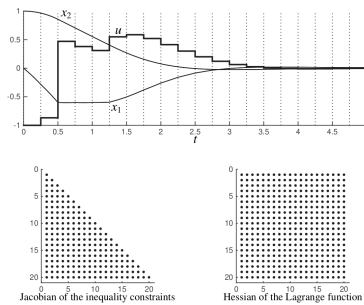 1
x₂
u
0.5
0
-0.5
x₁
-1
0 0.5 1 1.5 2 2.5 3 3.5 4 4.5
t
0
5
10
15
20
0 5 10 15 20
Jacobian of the inequality constraints
0
5
10
15
20
0 5 10 15 20
Hessian of the Lagrange function